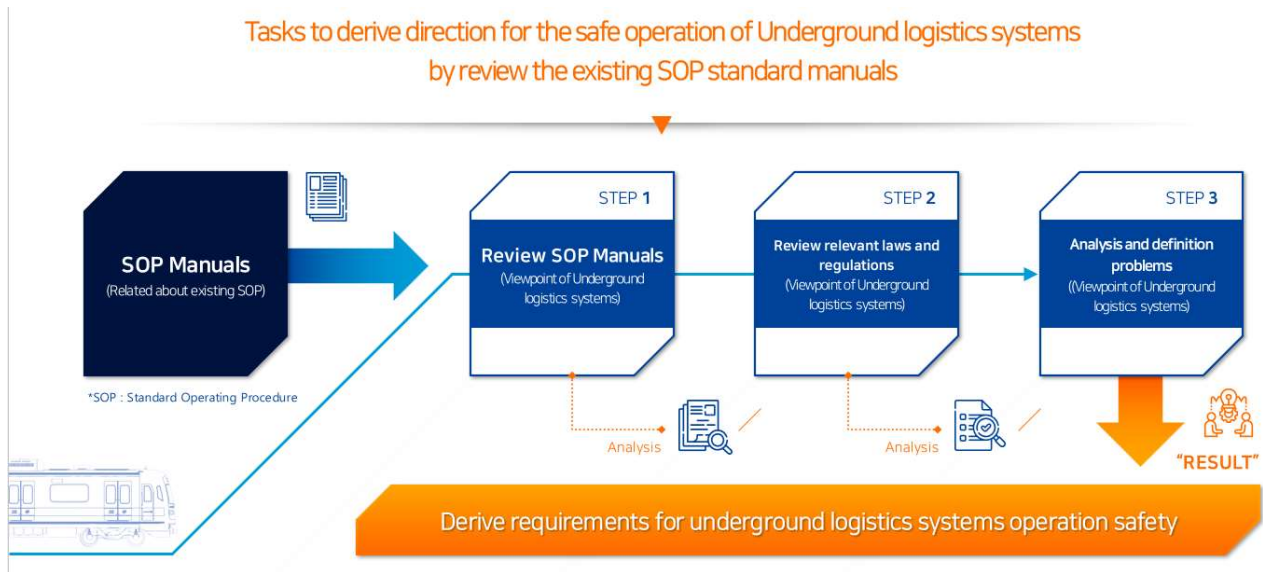 Tasks to derive direction for the safe operation of Underground logistics systems
by review the existing SOP standard manuals
SOP Manuals
(Related about existing SOP)
*SOP : Standard Operating Procedure
STEP 1
Review SOP Manuals
(Viewpoint of Underground
logistics systems)
Analysis
STEP 2
Review relevant laws and
regulations
(Viewpoint of Underground
logistics systems)
Analysis
STEP 3
Analysis and definition
problems
((Viewpoint of Underground
logistics systems)
“RESULT”
Derive requirements for underground logistics systems operation safety